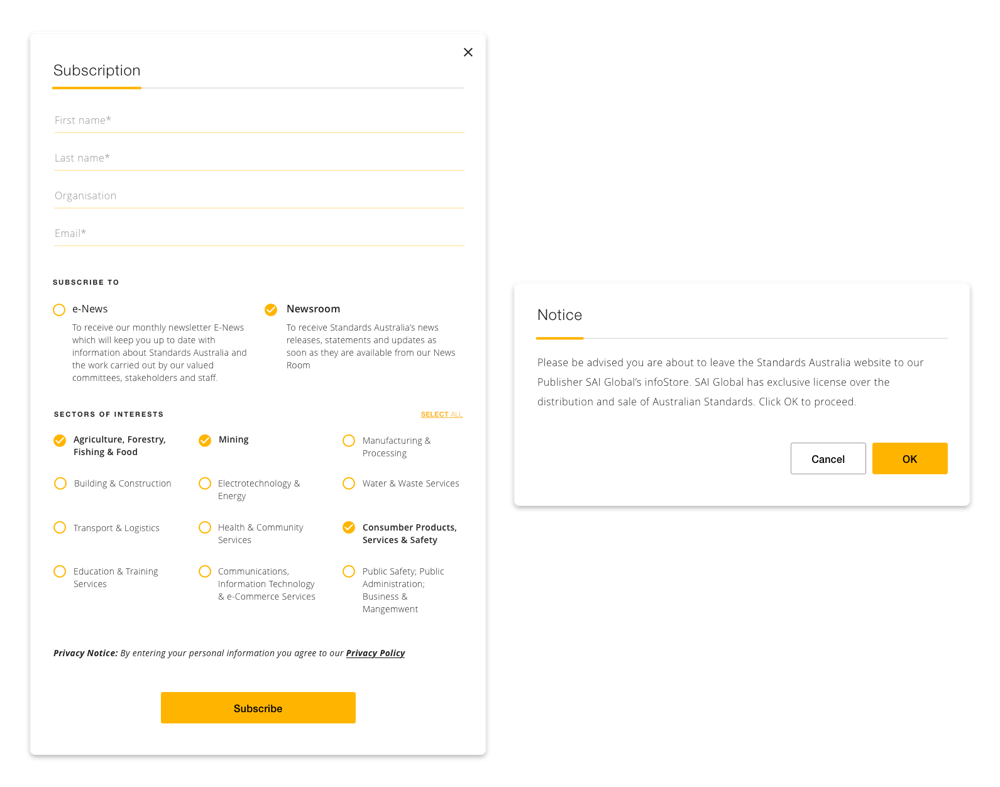 Subscription
First name*
Last name*
Organisation
Email*
SUBSCRIBE TO
e-News
To receive our monthly newsletter E-News
which will keep you up to date with
information about Standards Australia and
the work carried out by our valued
committees, stakeholders and staff.
Newsroom
To receive Standards Australia's news
releases, statements and updates as
soon as they are available from our News
Room
SECTORS OF INTERESTS
SELECT ALL
Agriculture, Forestry,
Fishing & Food
Mining
Manufacturing &
Processing
Building & Construction
Electrotechnology &
Energy
Water & Waste Services
Transport & Logistics
Health & Community
Services
Consumber Products,
Services & Safety
Education & Training
Services
Communications,
Information Technology
& e-Commerce Services
Public Safety; Public
Administration;
Business &
Mangemwent
Privacy Notice: By entering your personal information you agree to our Privacy Policy
Subscribe
Notice
Please be advised you are about to leave the Standards Australia website to our
Publisher SAI Global's infoStore. SAI Global has exclusive license over the
distribution and sale of Australian Standards. Click OK to proceed.
Cancel
OK